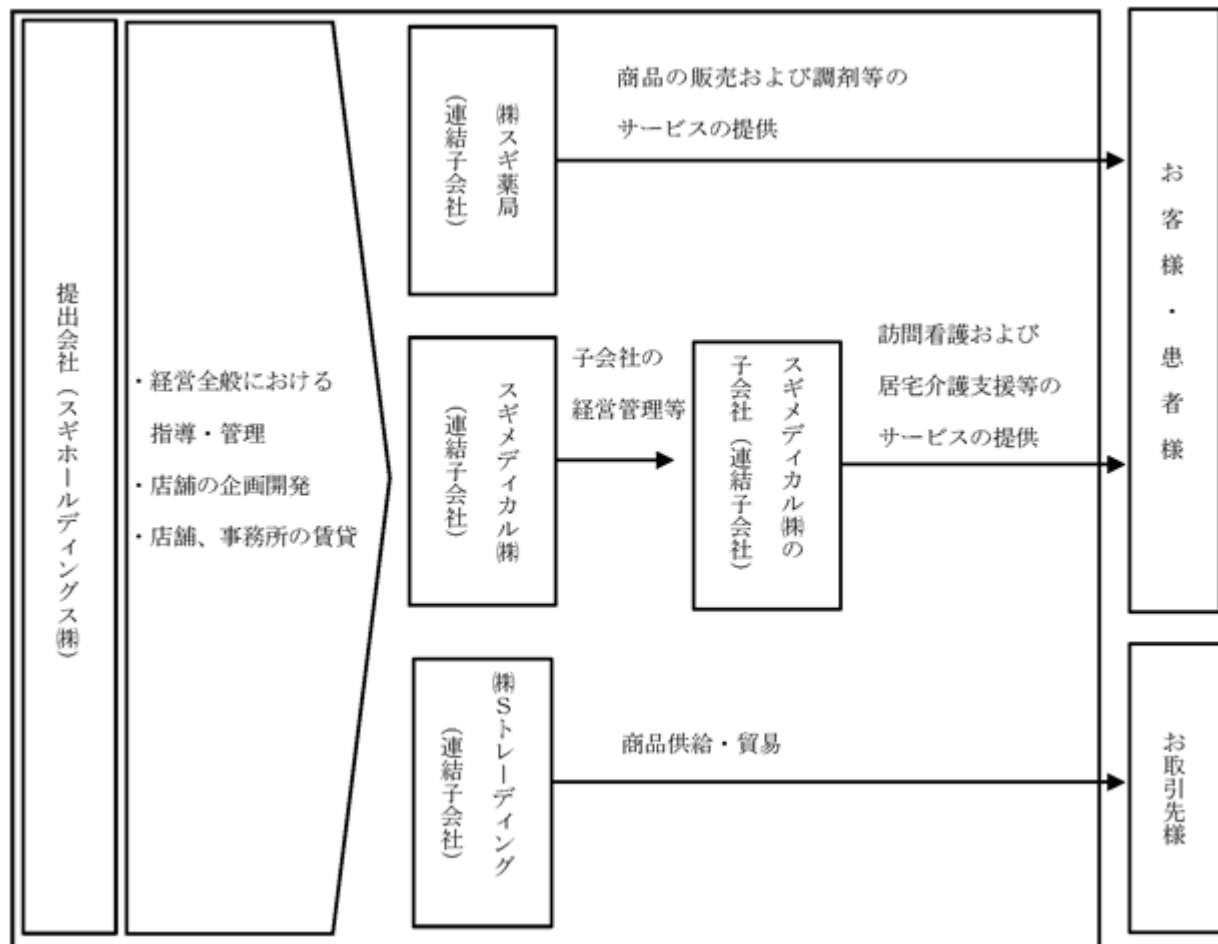 提出会社（スギホールディングス㈱）
・経営全般における
指導・管理
・店舗の企画開発
・店舗、事務所の賃貸
㈱スギ薬局
（連結子会社）
商品の販売および調剤等の
サービスの提供
スギメディカル㈱
（連結子会社）
子会社の
経営管理等
スギメディカル㈱の
子会社（連結子会社）
訪問看護および
居宅介護支援等の
サービスの提供
㈱Sトレーディング
（連結子会社）
商品供給・貿易
お客様・患者様
お取引先様